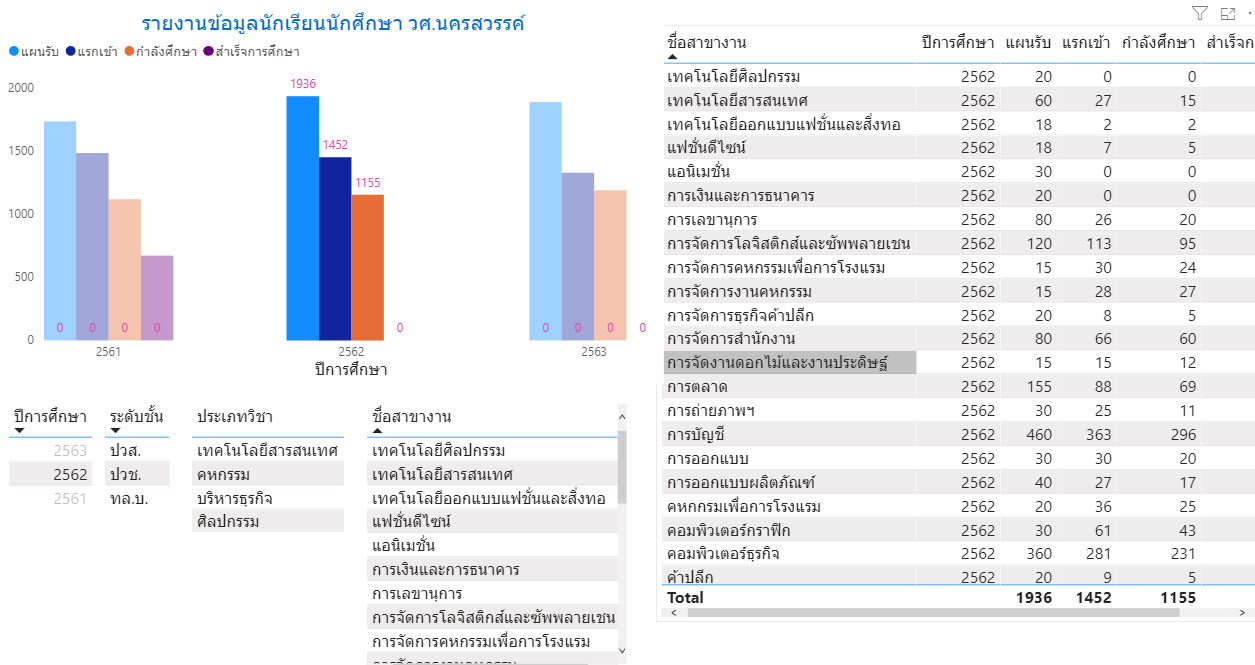 รายงานข้อมูลนักเรียนนักศึกษา วศ.นครสวรรค์
แผนรับ แรกเข้า กำลังศึกษา สำเร็จการศึกษา
2000
1500
1000
500
0
1936
1452
1155
0 0 0 0
0
0 0 0 0
2561 2562 2563
ปีการศึกษา
ปีการศึกษา
2563
2562
2561
ระดับชั้น
ปวส.
ปวช.
ทล.บ.
ประเภทวิชา
เทคโนโลยีสารสนเทศ
คหกรรม
บริหารธุรกิจ
ศิลปกรรม
ชื่อสาขางาน
เทคโนโลยีศิลปกรรม
เทคโนโลยีสารสนเทศ
เทคโนโลยีออกแบบแฟชั่นและสิ่งทอ
แฟชั่นดีไซน์
แอนิเมชั่น
การเงินและการธนาคาร
การเลขานุการ
การจัดการโลจิสติกส์และซัพพลายเชน
การจัดการคหกรรมเพื่อการโรงแรม
ชื่อสาขางาน ปีการศึกษา แผนรับ แรกเข้า กำลังศึกษา สำเร็จก
เทคโนโลยีศิลปกรรม 2562 20 0 0
เทคโนโลยีสารสนเทศ 2562 60 27 15
เทคโนโลยีออกแบบแฟชั่นและสิ่งทอ 2562 18 2 2
แฟชั่นดีไซน์ 2562 18 7 5
แอนิเมชั่น 2562 30 0 0
การเงินและการธนาคาร 2562 20 0 0
การเลขานุการ 2562 80 26 20
การจัดการโลจิสติกส์และซัพพลายเชน 2562 120 113 95
การจัดการคหกรรมเพื่อการโรงแรม 2562 15 30 24
การจัดการงานคหกรรม 2562 15 28 27
การจัดการธุรกิจค้าปลีก 2562 20 8 5
การจัดการสำนักงาน 2562 80 66 60
การจัดงานดอกไม้และงานประดิษฐ์ 2562 15 15 12
การตลาด 2562 155 88 69
การถ่ายภาพฯ 2562 30 25 11
การบัญชี 2562 460 363 296
การออกแบบ 2562 30 30 20
การออกแบบผลิตภัณฑ์ 2562 40 27 17
คหกกรมเพื่อการโรงแรม 2562 20 36 25
คอมพิวเตอร์กราฟิก 2562 30 61 43
คอมพิวเตอร์ธุรกิจ 2562 360 281 231
ค้าปลีก 2562 20 9 5
Total 1936 1452 1155